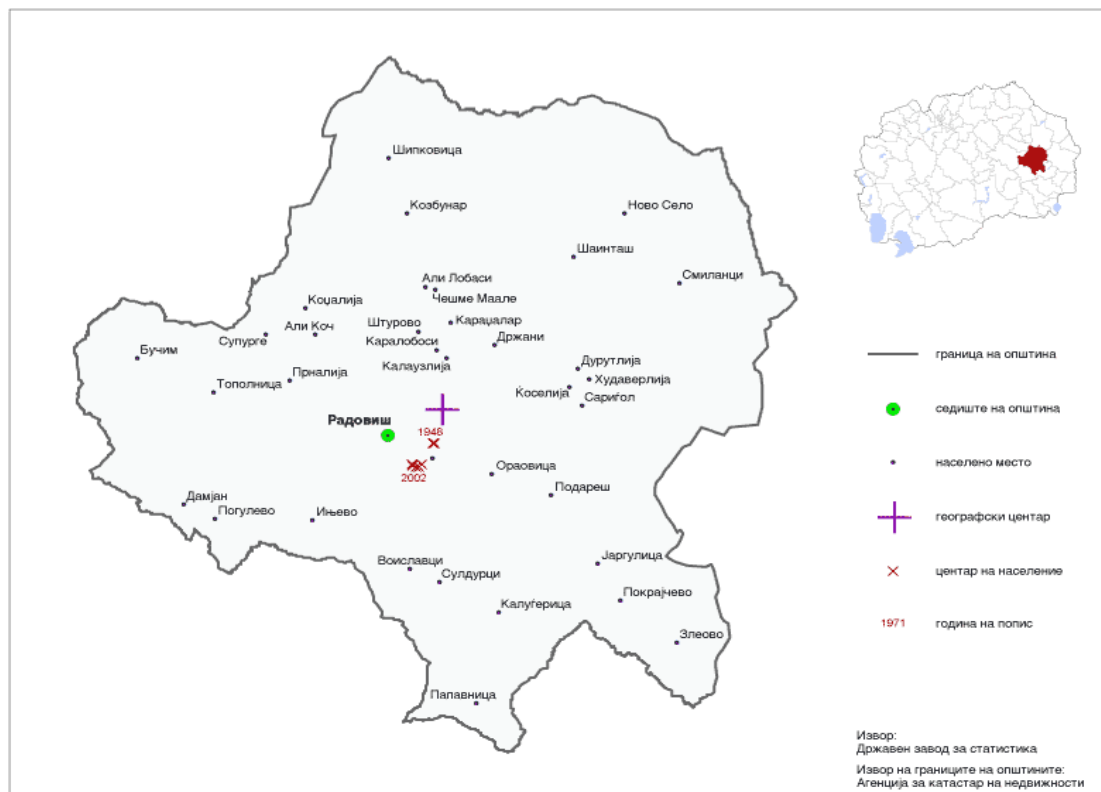 Шипковица
Козбунар
Ново Село
Шаинташ
Смиланци
Али Лобаси
Чешме Маале
Коџалија
Караџалар
Штурово
Али Коч
Супурге
Каралобоси
Држани
Бучим
Калаузлија
Дурутлија
Прналија
Худаверлија
Тополница
Ќоселија
Сариѓол
Радовиш
1948
2002
Ораовица
Подареш
Дамјан
Погулево
Ињево
Воиславци
Јаргулица
Сулдурци
Покрајчево
Калуѓерица
Злеово
Папавница
граница на општина
седиште на општина
населено место
географски центар
центар на население
1971 година на попис
Извор:
Државен завод за статистика
Извор на границите на општините:
Агенција за катастар на недвижности